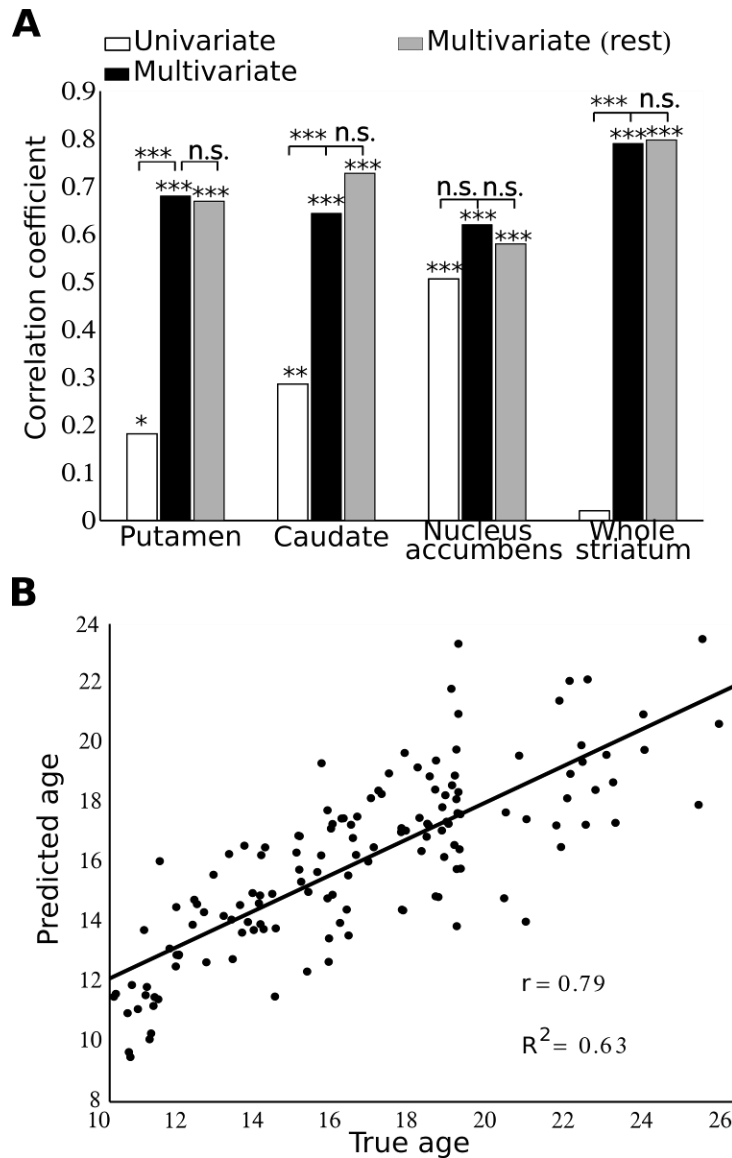 A
Univariate
Multivariate (rest)
Multivariate
Correlation coefficient
0.9
0.8
0.7
0.6
0.5
0.4
0.3
0.2
0.1
0
*** n.s.
*** ***
*
*** n.s.
***
***
**
n.s. n.s.
***
***
***
*** n.s.
*** ***
Putamen
Caudate
Nucleus accumbens
Whole striatum
B
Predicted age
24
22
20
18
16
14
12
10
8
r = 0.79
R² = 0.63
10 12 14 16 18 20 22 24 26
True age